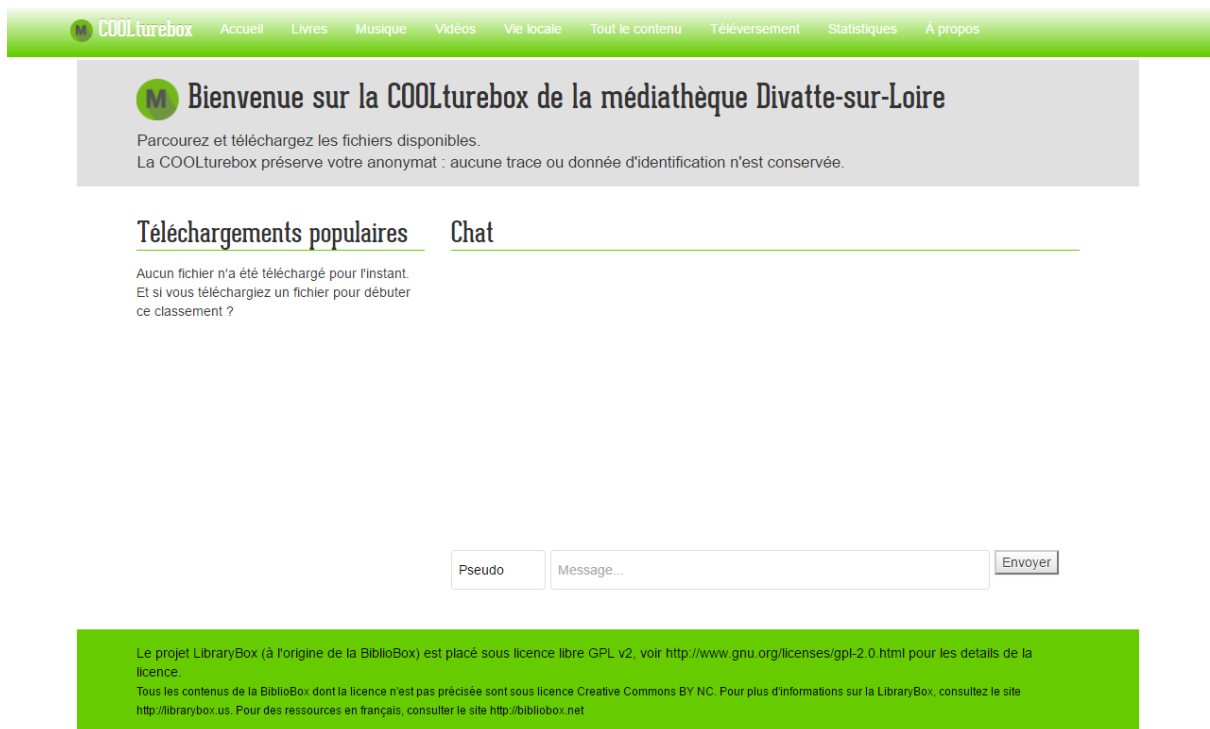 M COOLturebox Accueil Livres Musique Vidéos Vie locale Tout le contenu Téléversement Statistiques À propos
M Bienvenue sur la COOLturebox de la médiathèque Divatte-sur-Loire
Parcourez et téléchargez les fichiers disponibles.
La COOLturebox préserve votre anonymat : aucune trace ou donnée d'identification n'est conservée.
Téléchargements populaires
Aucun fichier n'a été téléchargé pour l'instant.
Et si vous téléchargiez un fichier pour débuter
ce classement ?
Chat
Pseudo Message... Envoyer
Le projet LibraryBox (à l'origine de la BiblioBox) est placé sous licence libre GPL v2, voir http://www.gnu.org/licenses/gpl-2.0.html pour les details de la
licence.
Tous les contenus de la BiblioBox dont la licence n'est pas précisée sont sous licence Creative Commons BY NC. Pour plus d'informations sur la LibraryBox, consultez le site
http://librarybox.us. Pour des ressources en français, consulter le site http://bibliobox.net